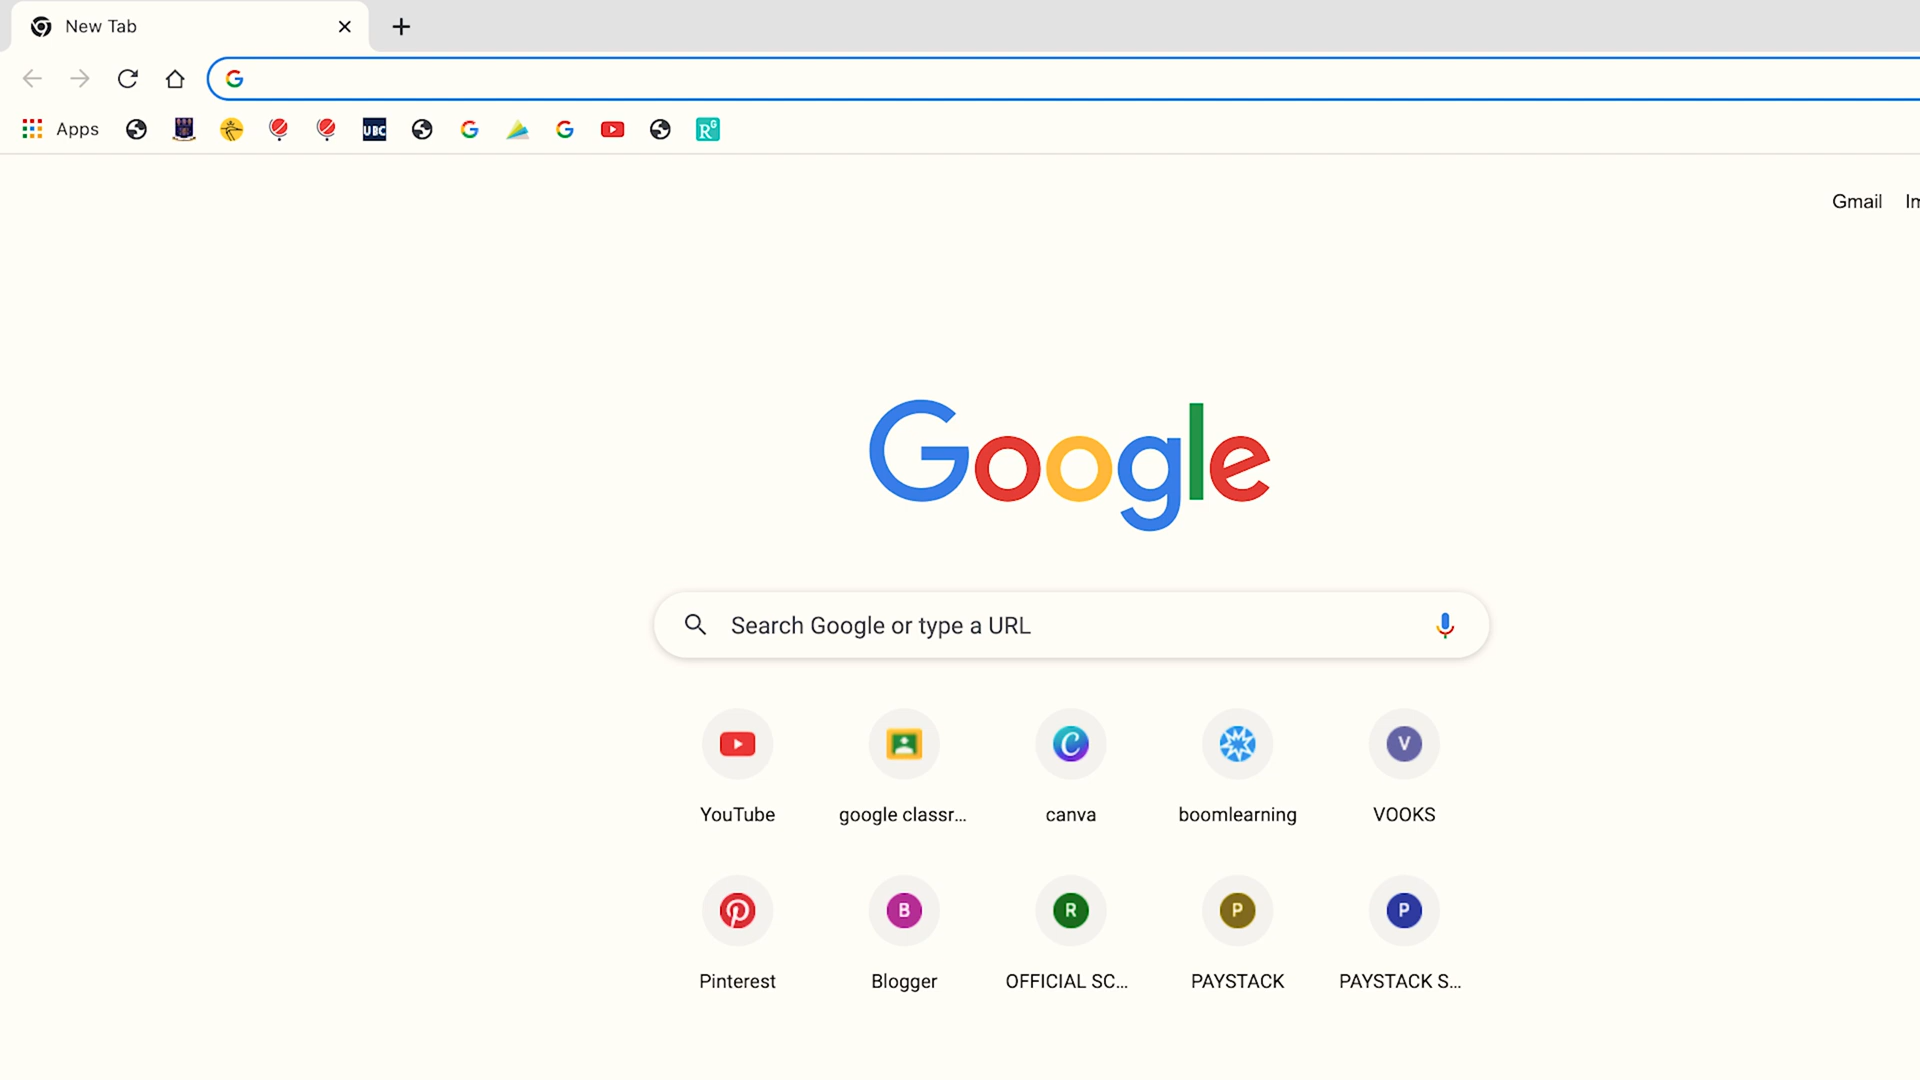 New Tab
Apps
UBC
RG
Gmail
Google
Search Google or type a URL
YouTube
google classr...
C
canva
boomlearning
V
VOOKS
Pinterest
B
Blogger
R
OFFICIAL SC...
P
PAYSTACK
P
PAYSTACK S...